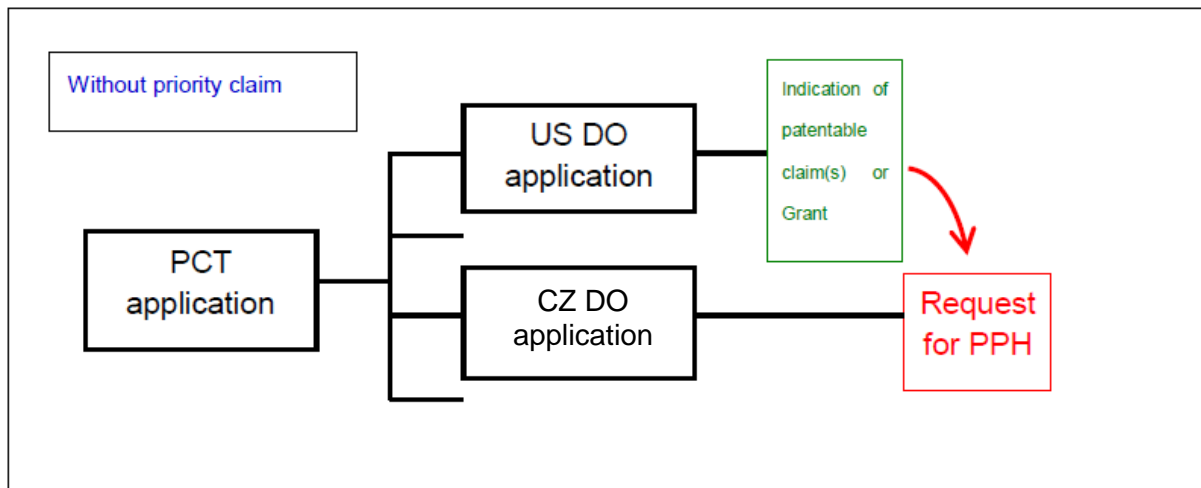 Without priority claim
US DO
application
Indication of
patentable
claim(s) or
Grant
PCT
application
CZ DO
application
Request
for PPH